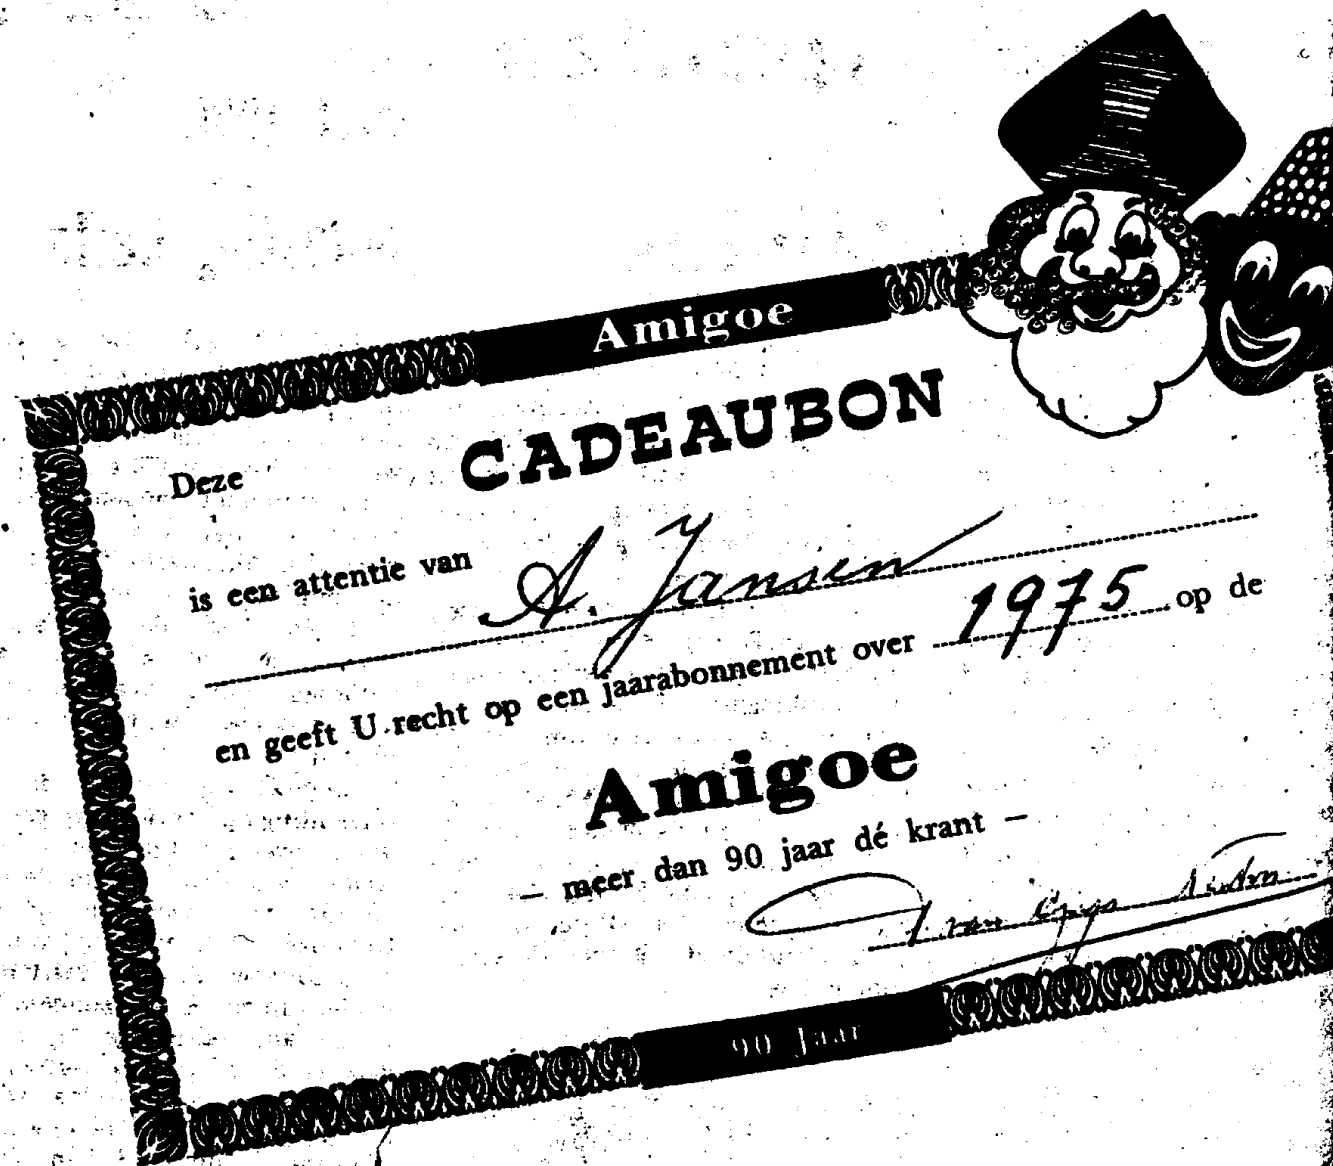 Amigoe
CADEAUBON
Deze
is een attentie van A. Jansen
en geeft U recht op een jaarabonnement over 1975 op de
Amigoe
— meer dan 90 jaar dé krant —
van
90 Jaar